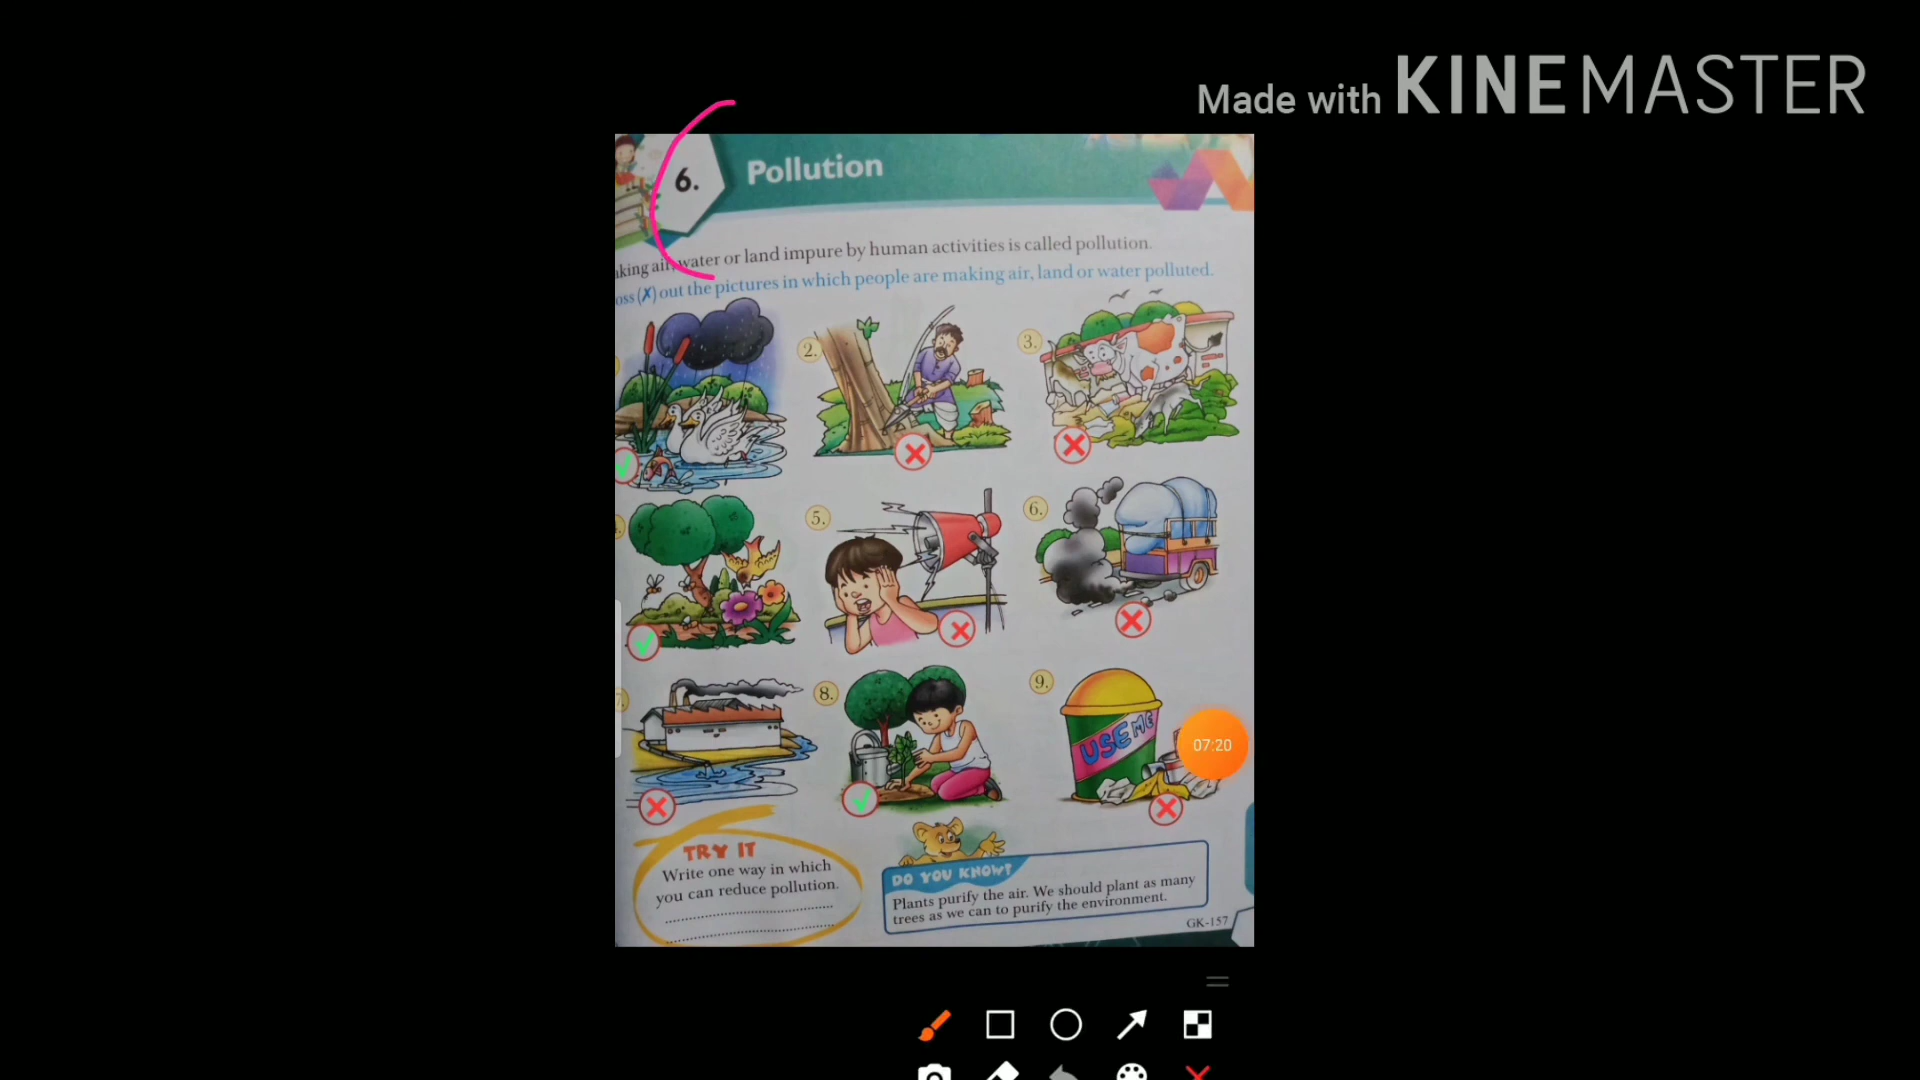 Made with KINEMASTER
6.
Pollution
king air, water or land impure by human activities is called pollution.
oss (✗) out the pictures in which people are making air, land or water polluted.
2.
3.
5.
6.
8.
9.
USE ME
07:20
TRY IT
Write one way in which
you can reduce pollution.
DO YOU KNOW?
Plants purify the air. We should plant as many
trees as we can to purify the environment.
GK-157